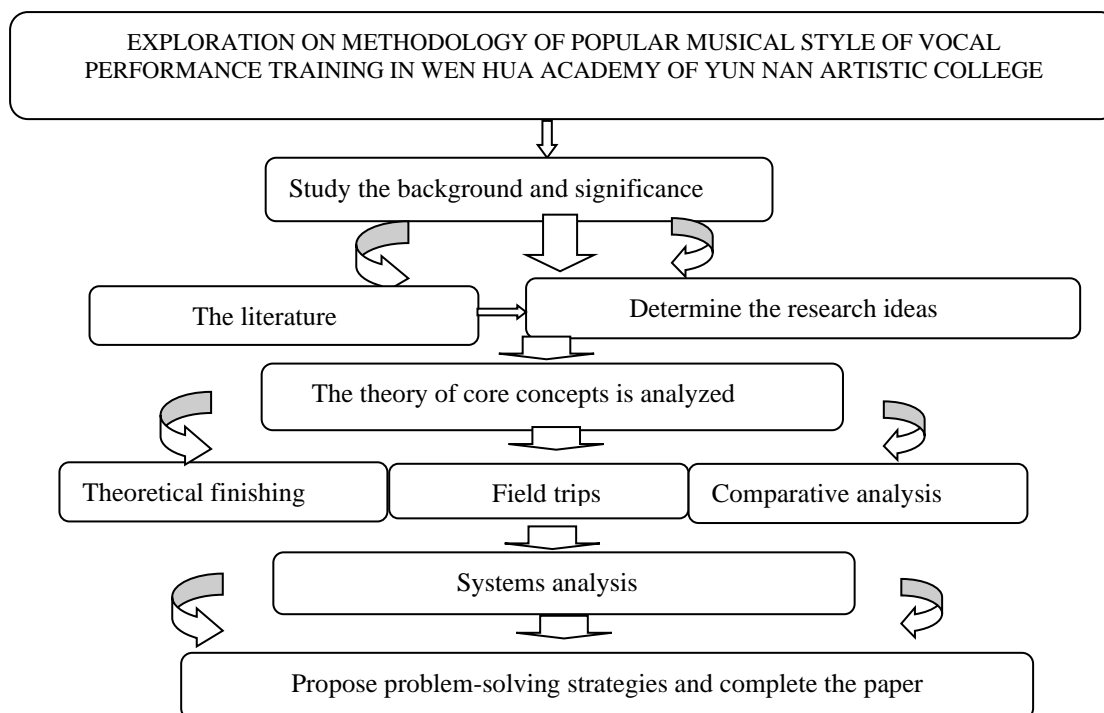 EXPLORATION ON METHODOLOGY OF POPULAR MUSICAL STYLE OF VOCAL
PERFORMANCE TRAINING IN WEN HUA ACADEMY OF YUN NAN ARTISTIC COLLEGE
Study the background and significance
The literature
Determine the research ideas
The theory of core concepts is analyzed
Theoretical finishing
Field trips
Comparative analysis
Systems analysis
Propose problem-solving strategies and complete the paper